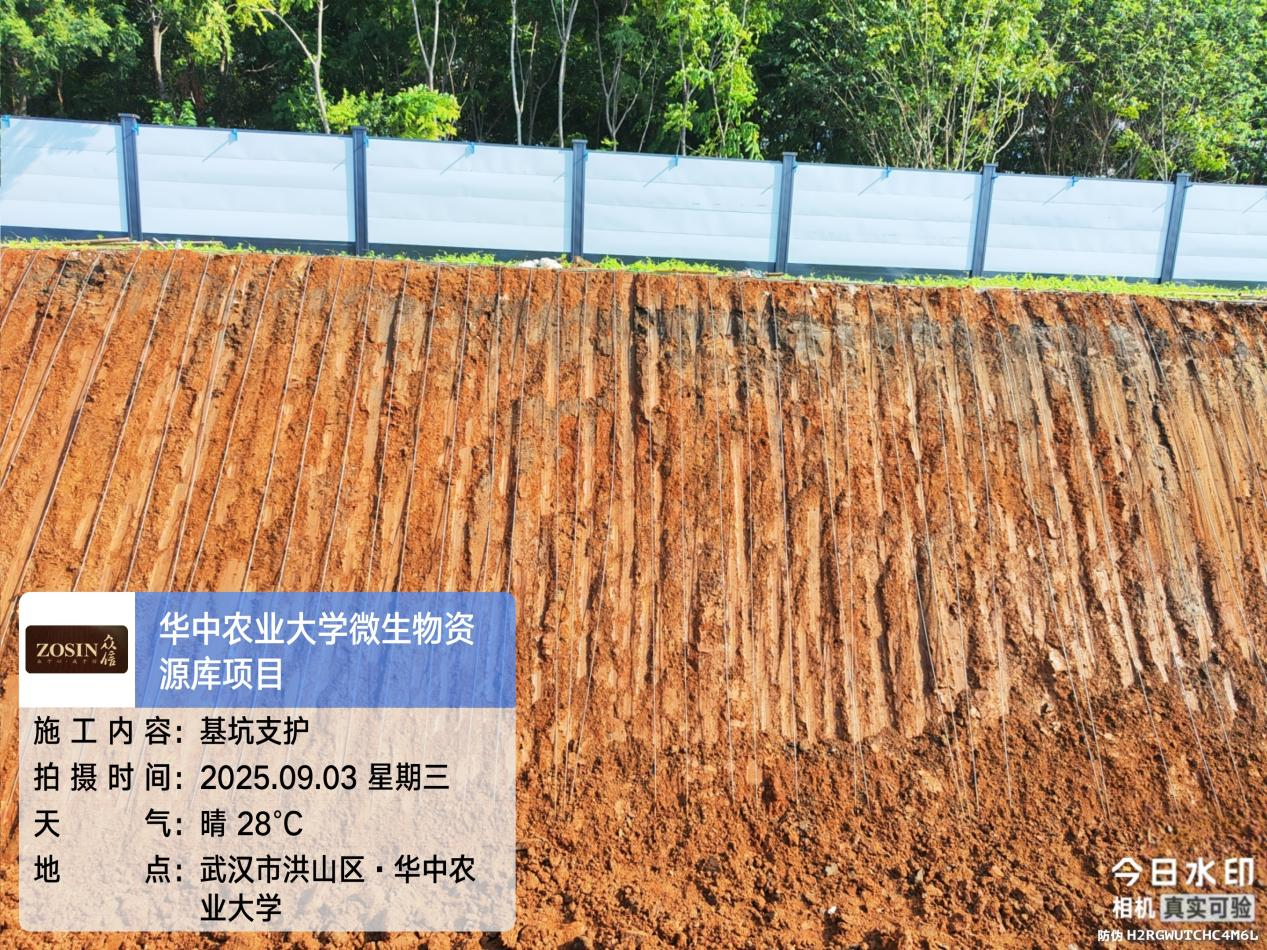 ZOSIN 众信
华中农业大学微生物资
源库项目
施工内容：基坑支护
拍摄时间：2025.09.03 星期三
天气：晴 28℃
地点：武汉市洪山区·华中农
业大学
今日水印
相机 真实可验
防伪 H2RGWUTCHC4M6L